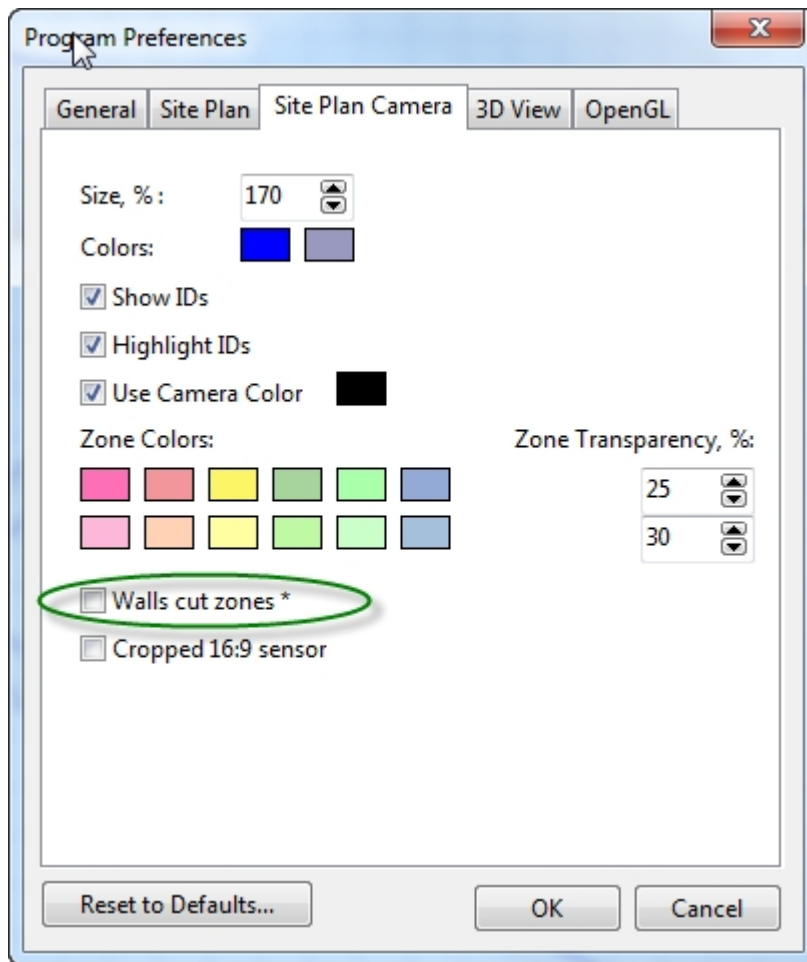 Program Preferences
General Site Plan Site Plan Camera 3D View OpenGL
Size, % : 170
Colors:
Show IDs
Highlight IDs
Use Camera Color
Zone Colors: Zone Transparency, %:
25
30
Walls cut zones *
Cropped 16:9 sensor
Reset to Defaults... OK Cancel